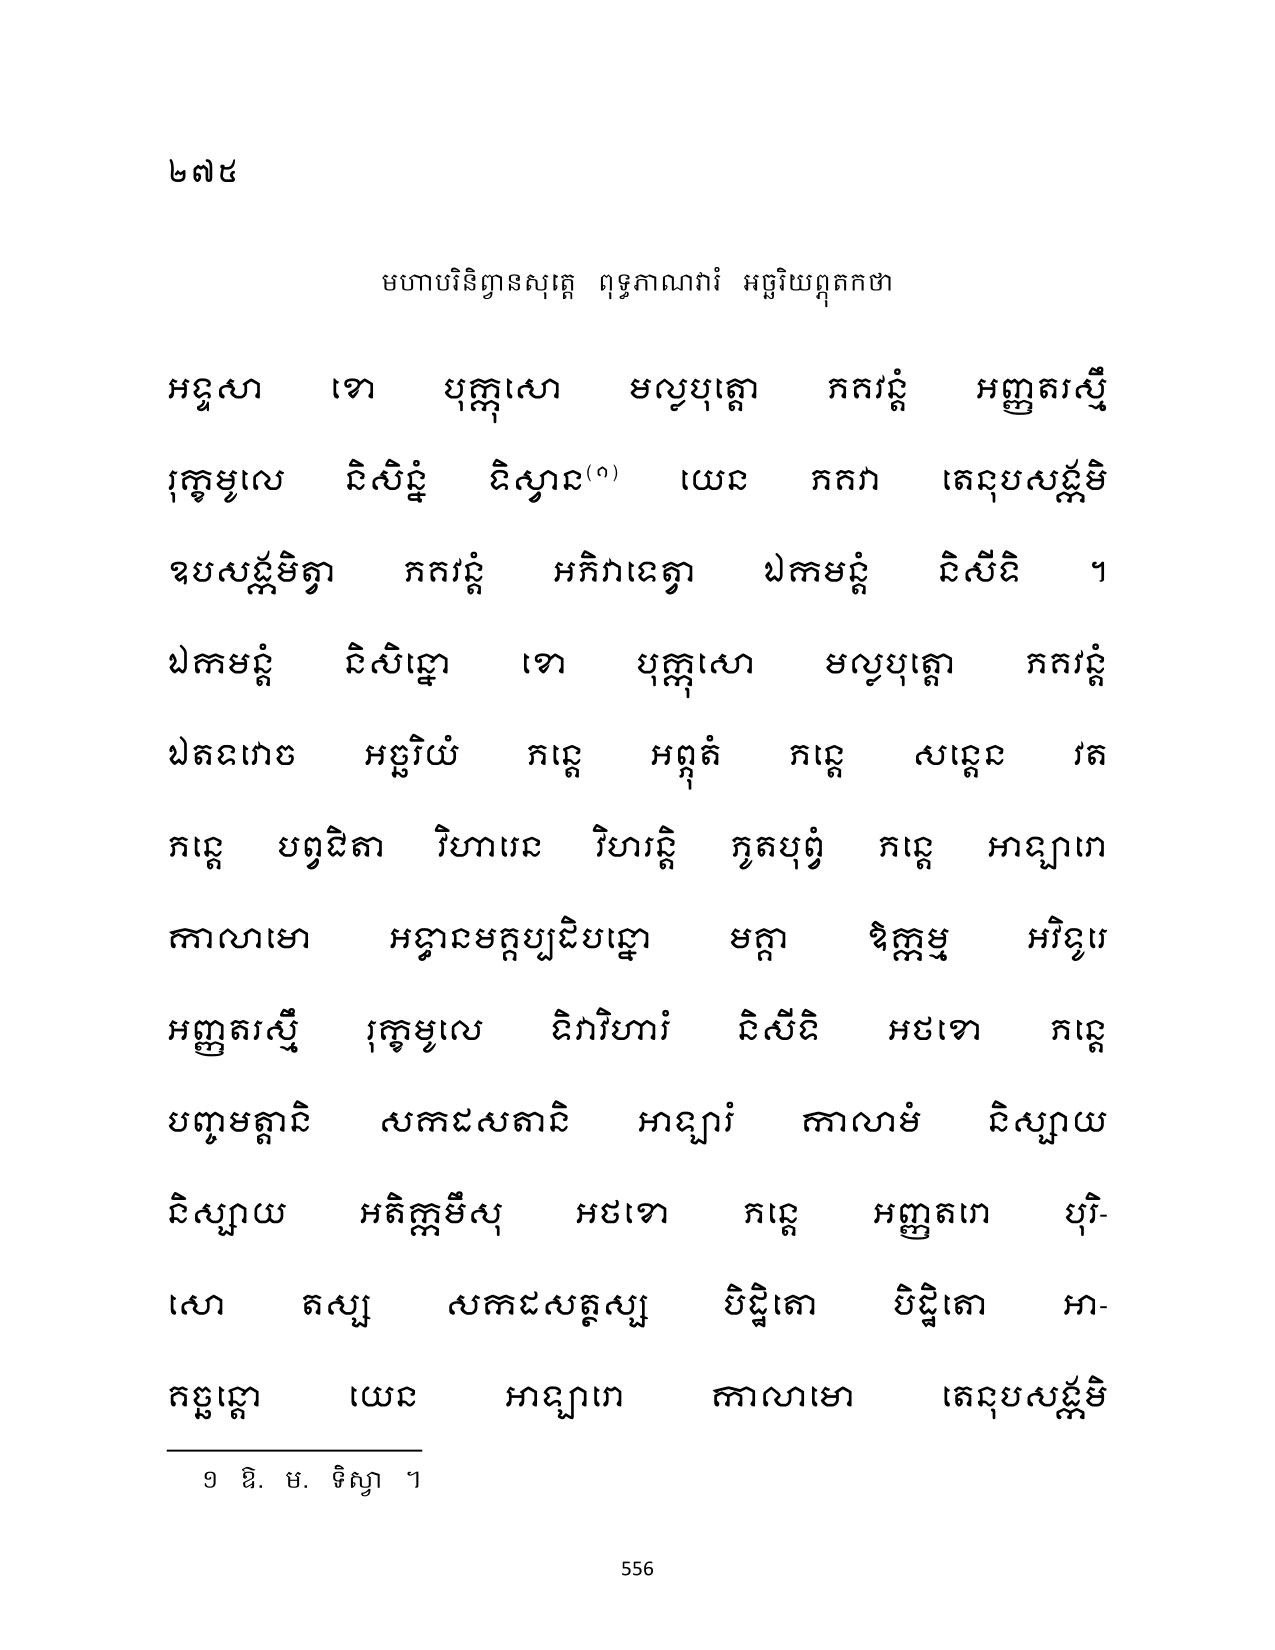 ២៧៥
មហាបរិនិព្វានសុត្តេ ពុទ្ធភាណវារំ អច្ឆរិយព្ភុតកថា
អទ្ទសា ខោ បុក្កុសោ មល្លបុត្តោ ភគវន្តំ អញ្ញតរស្មឹ
រុក្ខមូលេ និសិន្នំ ទិស្វាន(១) យេន ភគវា តេនុបសង្កមិ
ឧបសង្កមិត្វា ភគវន្តំ អភិវាទេត្វា ឯកមន្តំ និសីទិ ។
ឯកមន្តំ និសិន្នោ ខោ បុក្កុសោ មល្លបុត្តោ ភគវន្តំ
ឯតទវោច អច្ឆរិយំ ភន្តេ អព្ភុតំ ភន្តេ សន្តេន វត
ភន្តេ បព្វជិតា វិហារេន វិហរន្តិ ភូតបុព្វំ ភន្តេ អាឡារោ
កាលាមោ អទ្ធានមគ្គប្បដិបន្នោ មគ្គា ឱក្កម្ម អវិទូរេ
អញ្ញតរស្មឹ រុក្ខមូលេ ទិវាវិហារំ និសីទិ អថខោ ភន្តេ
បញ្ចមត្តានិ សកដសតានិ អាឡារំ កាលាមំ និស្សាយ
និស្សាយ អតិក្កមឹសុ អថខោ ភន្តេ អញ្ញតរោ បុរិ-
សោ តស្ស សកដសត្ថស្ស បិដ្ឋិតោ បិដ្ឋិតោ អា-
គច្ឆន្តោ យេន អាឡារោ កាលាមោ តេនុបសង្កមិ
១ ឱ. ម. ទិស្វា ។
556